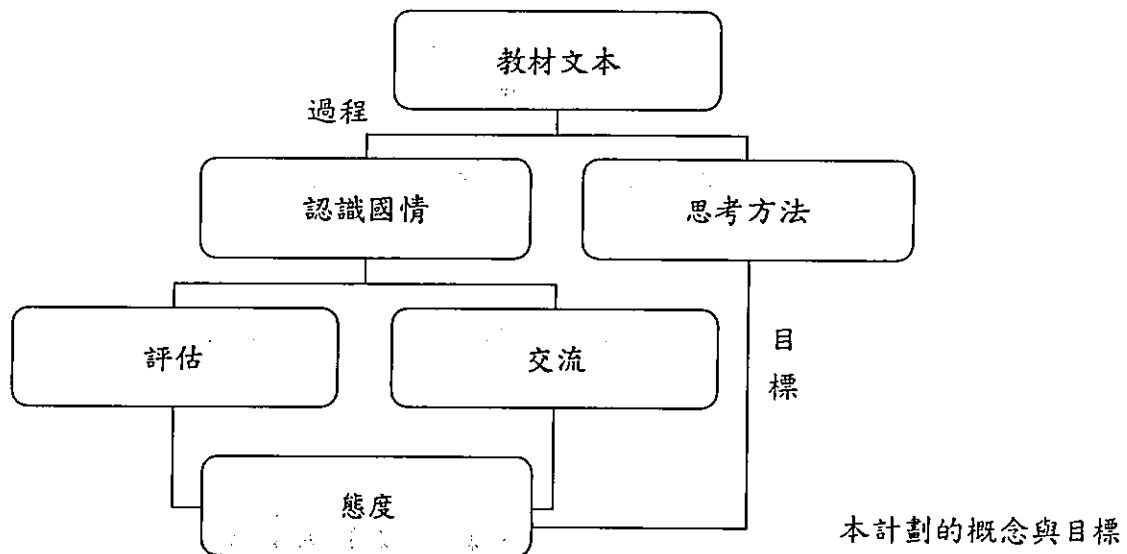 教材文本
過程
認識國情
思考方法
評估
交流
目
標
態度
本計劃的概念與目標